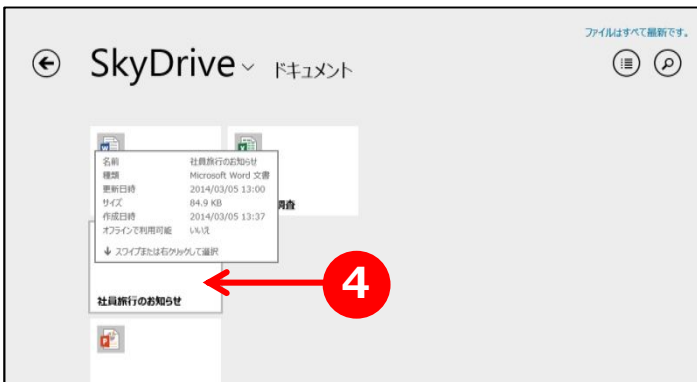 ファイルはすべて最新です。
SkyDrive ドキュメント
名前 社員旅行のお知らせ
種類 Microsoft Word 文書
更新日時 2014/03/05 13:00
サイズ 84.9 KB
作成日時 2014/03/05 13:37
オフラインで利用可能 いいえ
スワイプまたは右クリックして選択
調査
4
社員旅行のお知らせ